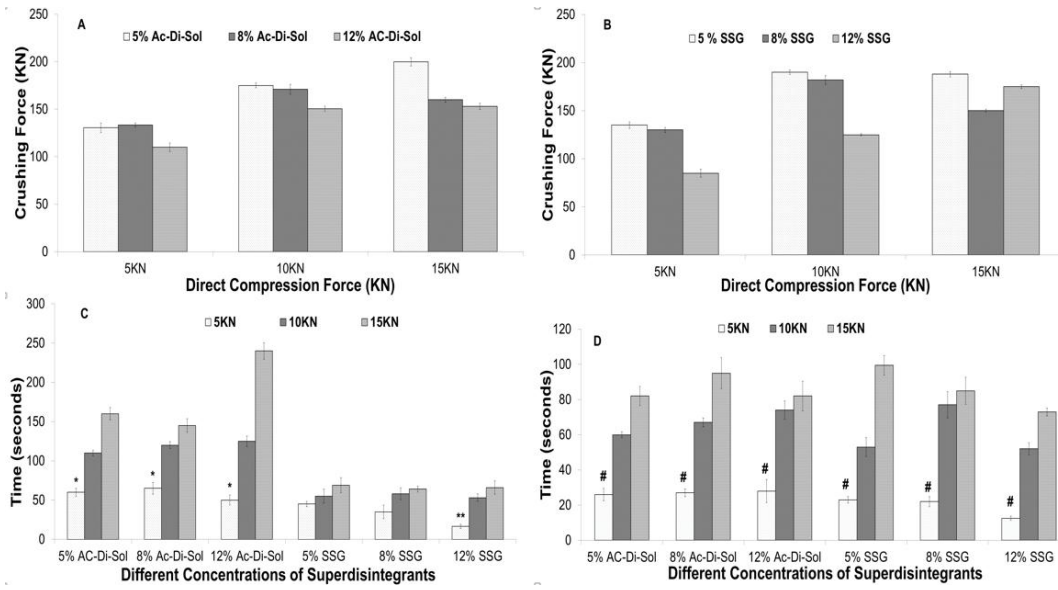 A
5% Ac-Di-Sol 8% Ac-Di-Sol 12% AC-Di-Sol
Crushing Force (KN)
250
200
150
100
50
0
5KN 10KN 15KN
Direct Compression Force (KN)
B
5 % SSG 8% SSG 12% SSG
Crushing Force (KN)
250
200
150
100
50
0
5KN 10KN 15KN
Direct Compression Force (KN)
C
5KN 10KN 15KN
Time (seconds)
300
250
200
150
100
50
0
* * * **
5% AC-Di-Sol 8% Ac-Di-Sol 12% Ac-Di-Sol 5% SSG 8% SSG 12% SSG
Different Concentrations of Superdisintegrants
D
5KN 10KN 15KN
Time (seconds)
120
100
80
60
40
20
0
# # # # # #
5% AC-Di-Sol 8% Ac-Di-Sol 12% Ac-Di-Sol 5% SSG 8% SSG 12% SSG
Different Concentrations of Superdisintegrants